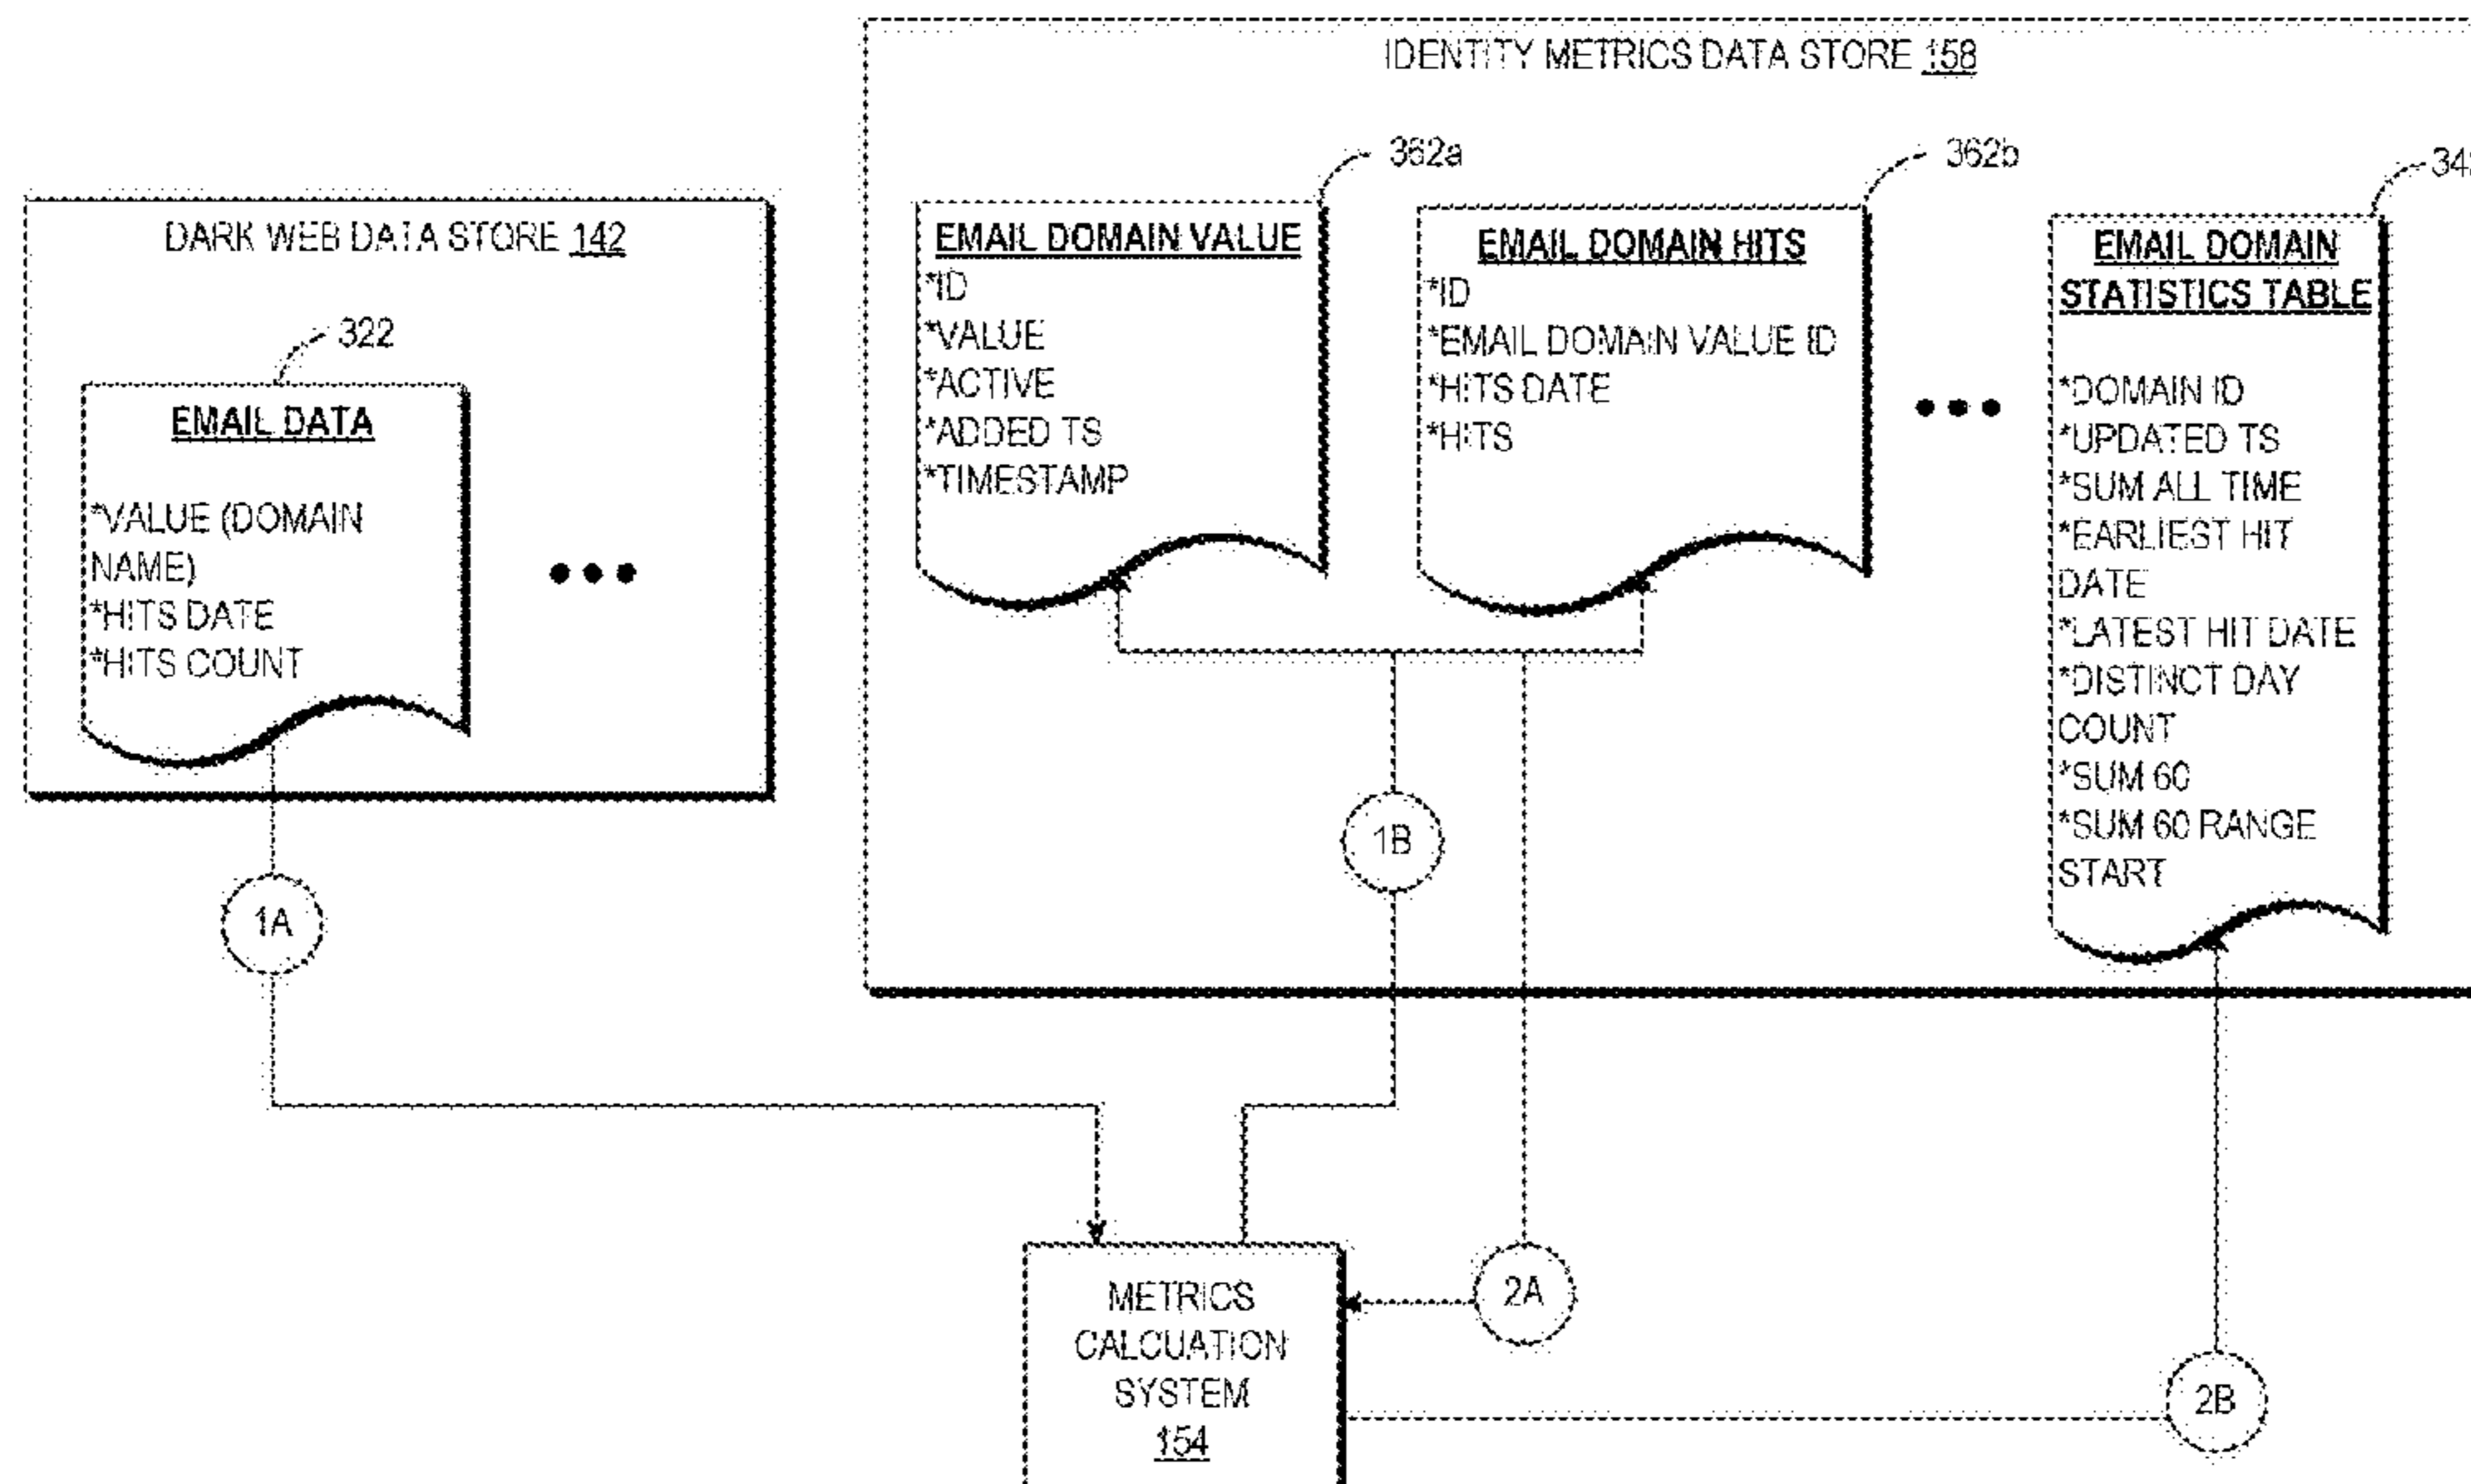 IDENTITY METRICS DATA STORE 158
362a
362b
DARK WEB DATA STORE 142
322
EMAIL DATA
*VALUE (DOMAIN
NAME)
*HITS DATE
*HITS COUNT
EMAIL DOMAIN VALUE
*ID
*VALUE
*ACTIVE
*ADDED TS
*TIMESTAMP
EMAIL DOMAIN HITS
*ID
*EMAIL DOMAIN VALUE ID
*HITS DATE
*HITS
EMAIL DOMAIN
STATISTICS TABLE
*DOMAIN ID
*UPDATED TS
*SUM ALL TIME
*EARLIEST HIT
DATE
*LATEST HIT DATE
*DISTINCT DAY
COUNT
*SUM 60
*SUM 60 RANGE
START
1A
1B
2A
2B
METRICS
CALCUATION
SYSTEM
154